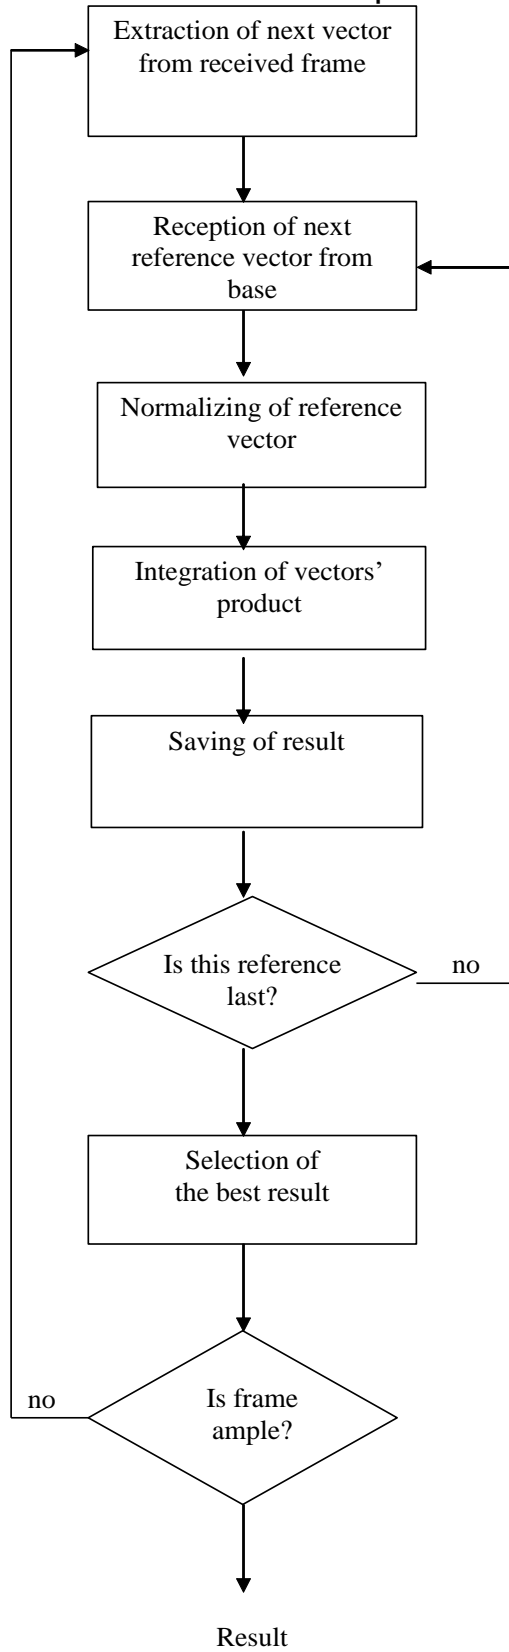 Extraction of next vector
from received frame
Reception of next
reference vector from
base
Normalizing of reference
vector
Integration of vectors’
product
Saving of result
Is this reference
last?
no
Selection of
the best result
no
Is frame
ample?
Result